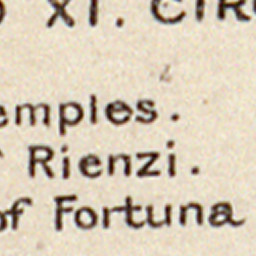 XI. CIR
emples.
Rienzi.
of Fortuna